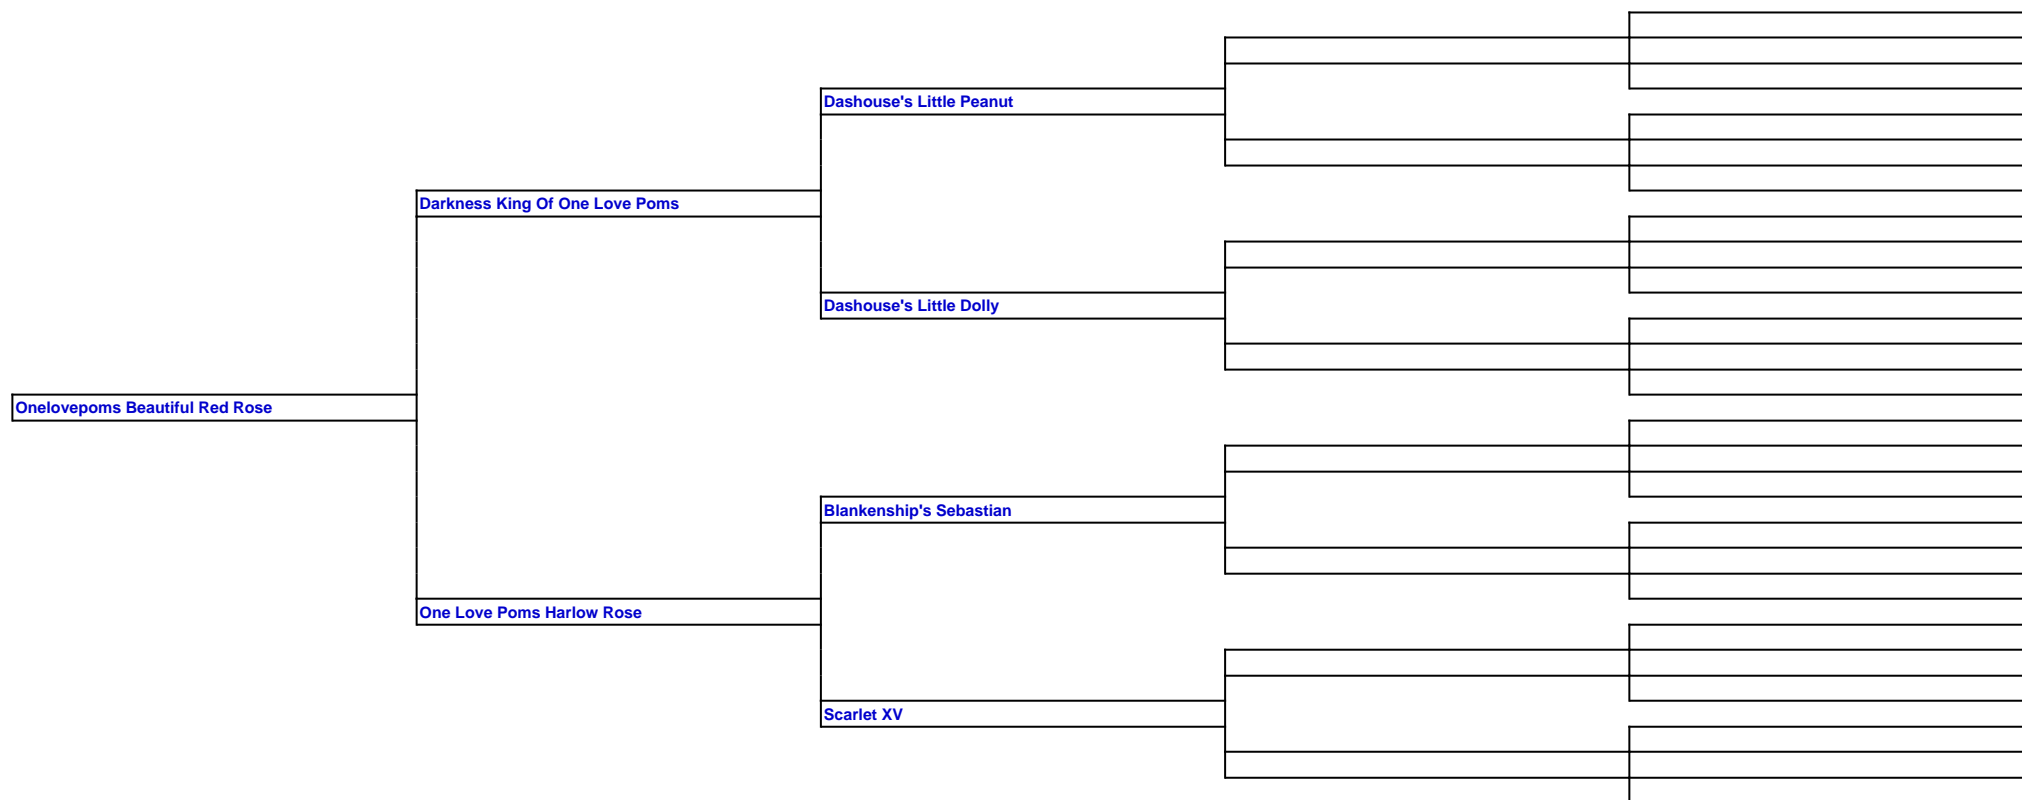 Dashouse's Little Peanut
Darkness King Of One Love Poms
Dashouse's Little Dolly
Onelovepoms Beautiful Red Rose
Blankenship's Sebastian
One Love Poms Harlow Rose
Scarlet XV